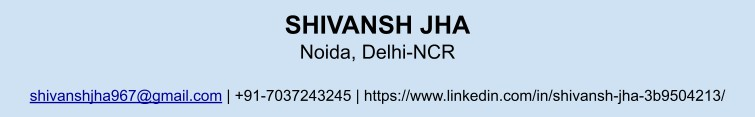 SHIVANSH JHA
Noida, Delhi-NCR
shivanshjha967@gmail.com | +91-7037243245 | https://www.linkedin.com/in/shivansh-jha-3b9504213/